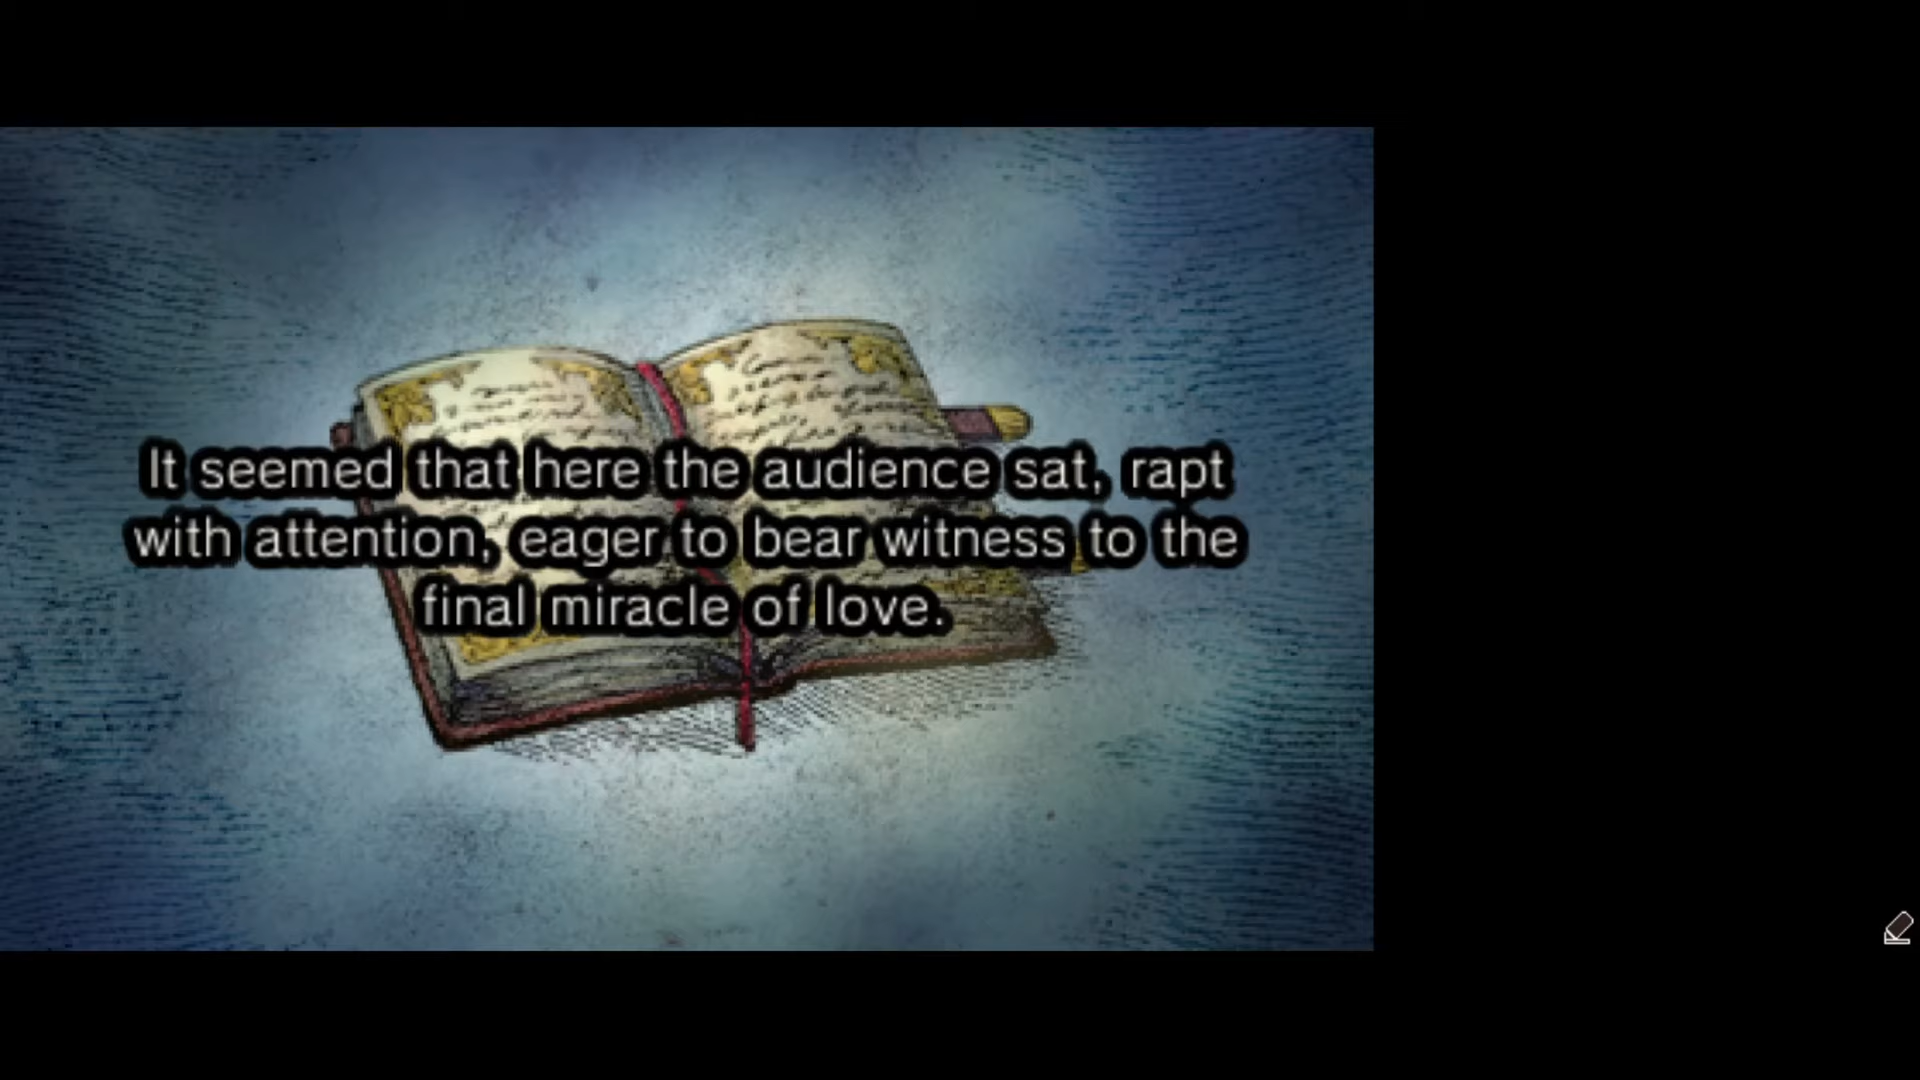 It seemed that here the audience sat, rapt
with attention, eager to bear witness to the
final miracle of love.